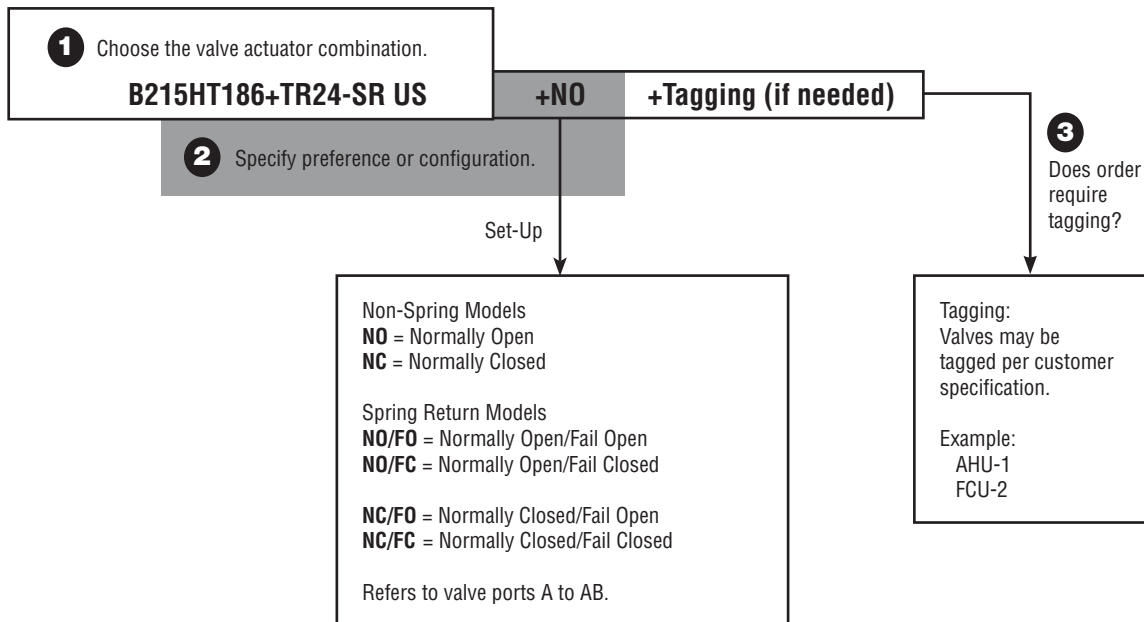 1 Choose the valve actuator combination.
B215HT186+TR24-SR US +NO +Tagging (if needed)
2 Specify preference or configuration.
3
Does order
require
tagging?
Set-Up
Non-Spring Models
NO = Normally Open
NC = Normally Closed
Spring Return Models
NO/FO = Normally Open/Fail Open
NO/FC = Normally Open/Fail Closed
NC/FO = Normally Closed/Fail Open
NC/FC = Normally Closed/Fail Closed
Refers to valve ports A to AB.
Tagging:
Valves may be
tagged per customer
specification.
Example:
AHU-1
FCU-2